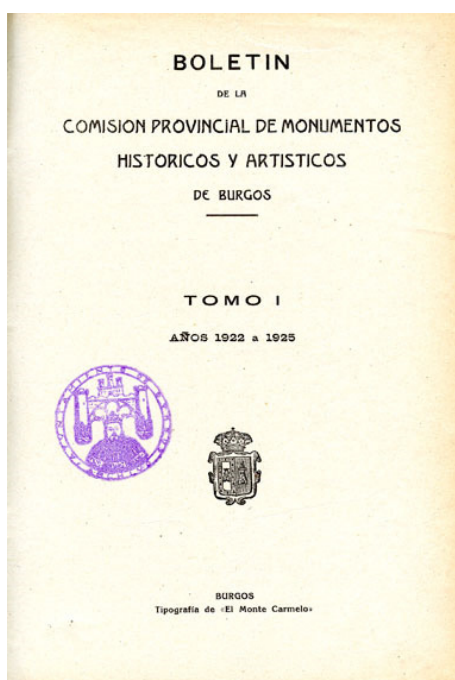 BOLETIN
DE LA
COMISION PROVINCIAL DE MONUMENTOS
HISTORICOS Y ARTISTICOS
DE BURGOS
TOMO I
AÑOS 1922 a 1925
BURGOS
Tipografía de «El Monte Carmelo»